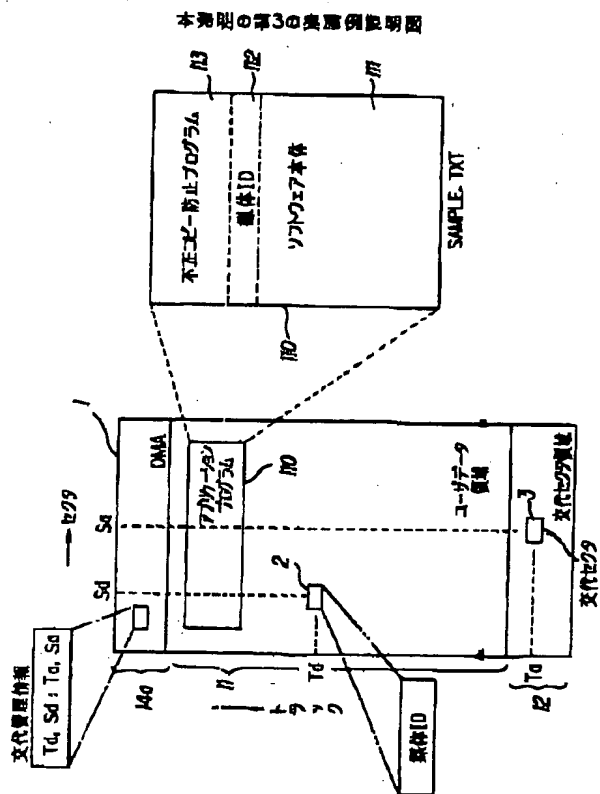 本発明の第3の実施例説明図
交代管理情報
Td, Sd : Ta, Sa
→ セクタ
Sd
Sa
1
14a
DMA
アプリケーション
プログラム
110
11
2
Td
トラック
ユーザデータ
領域
媒体ID
12
Ta
3
交代セクタ領域
交代セクタ
113
不正コピー防止プログラム
112
媒体ID
111
ソフトウェア本体
110
SAMPLE. TXT